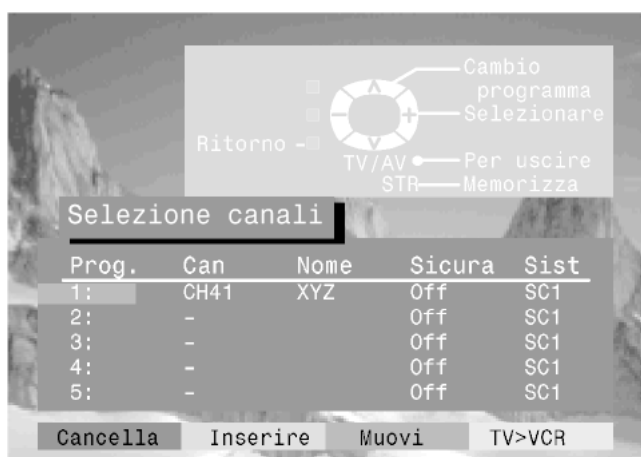 Cambio
programma
Selezionare
Ritorno
TV/AV
Per uscire
STR
Memorizza
Selezione canali
Prog. Can Nome Sicura Sist
1: CH41 XYZ Off SC1
2: - Off SC1
3: - Off SC1
4: - Off SC1
5: - Off SC1
Cancella Inserire Muovi TV>VCR